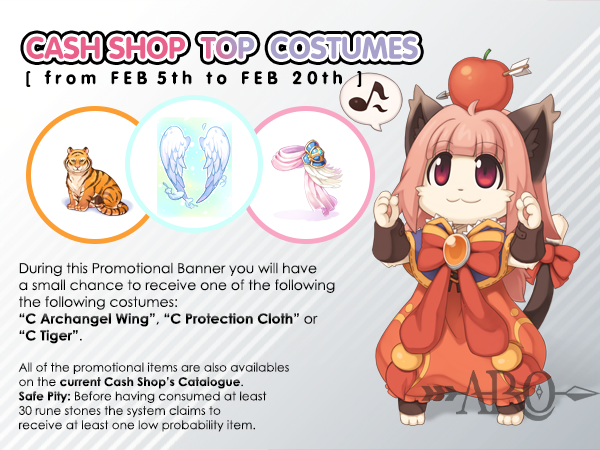 CASH SHOP TOP COSTUMES
[ from FEB 5th to FEB 20th ]
During this Promotional Banner you will have
a small chance to receive one of the following
the following costumes:
“C Archangel Wing”, “C Protection Cloth” or
“C Tiger”.
All of the promotional items are also availables
on the current Cash Shop’s Catalogue.
Safe Pity: Before having consumed at least
30 rune stones the system claims to
receive at least one low probability item.
ARO